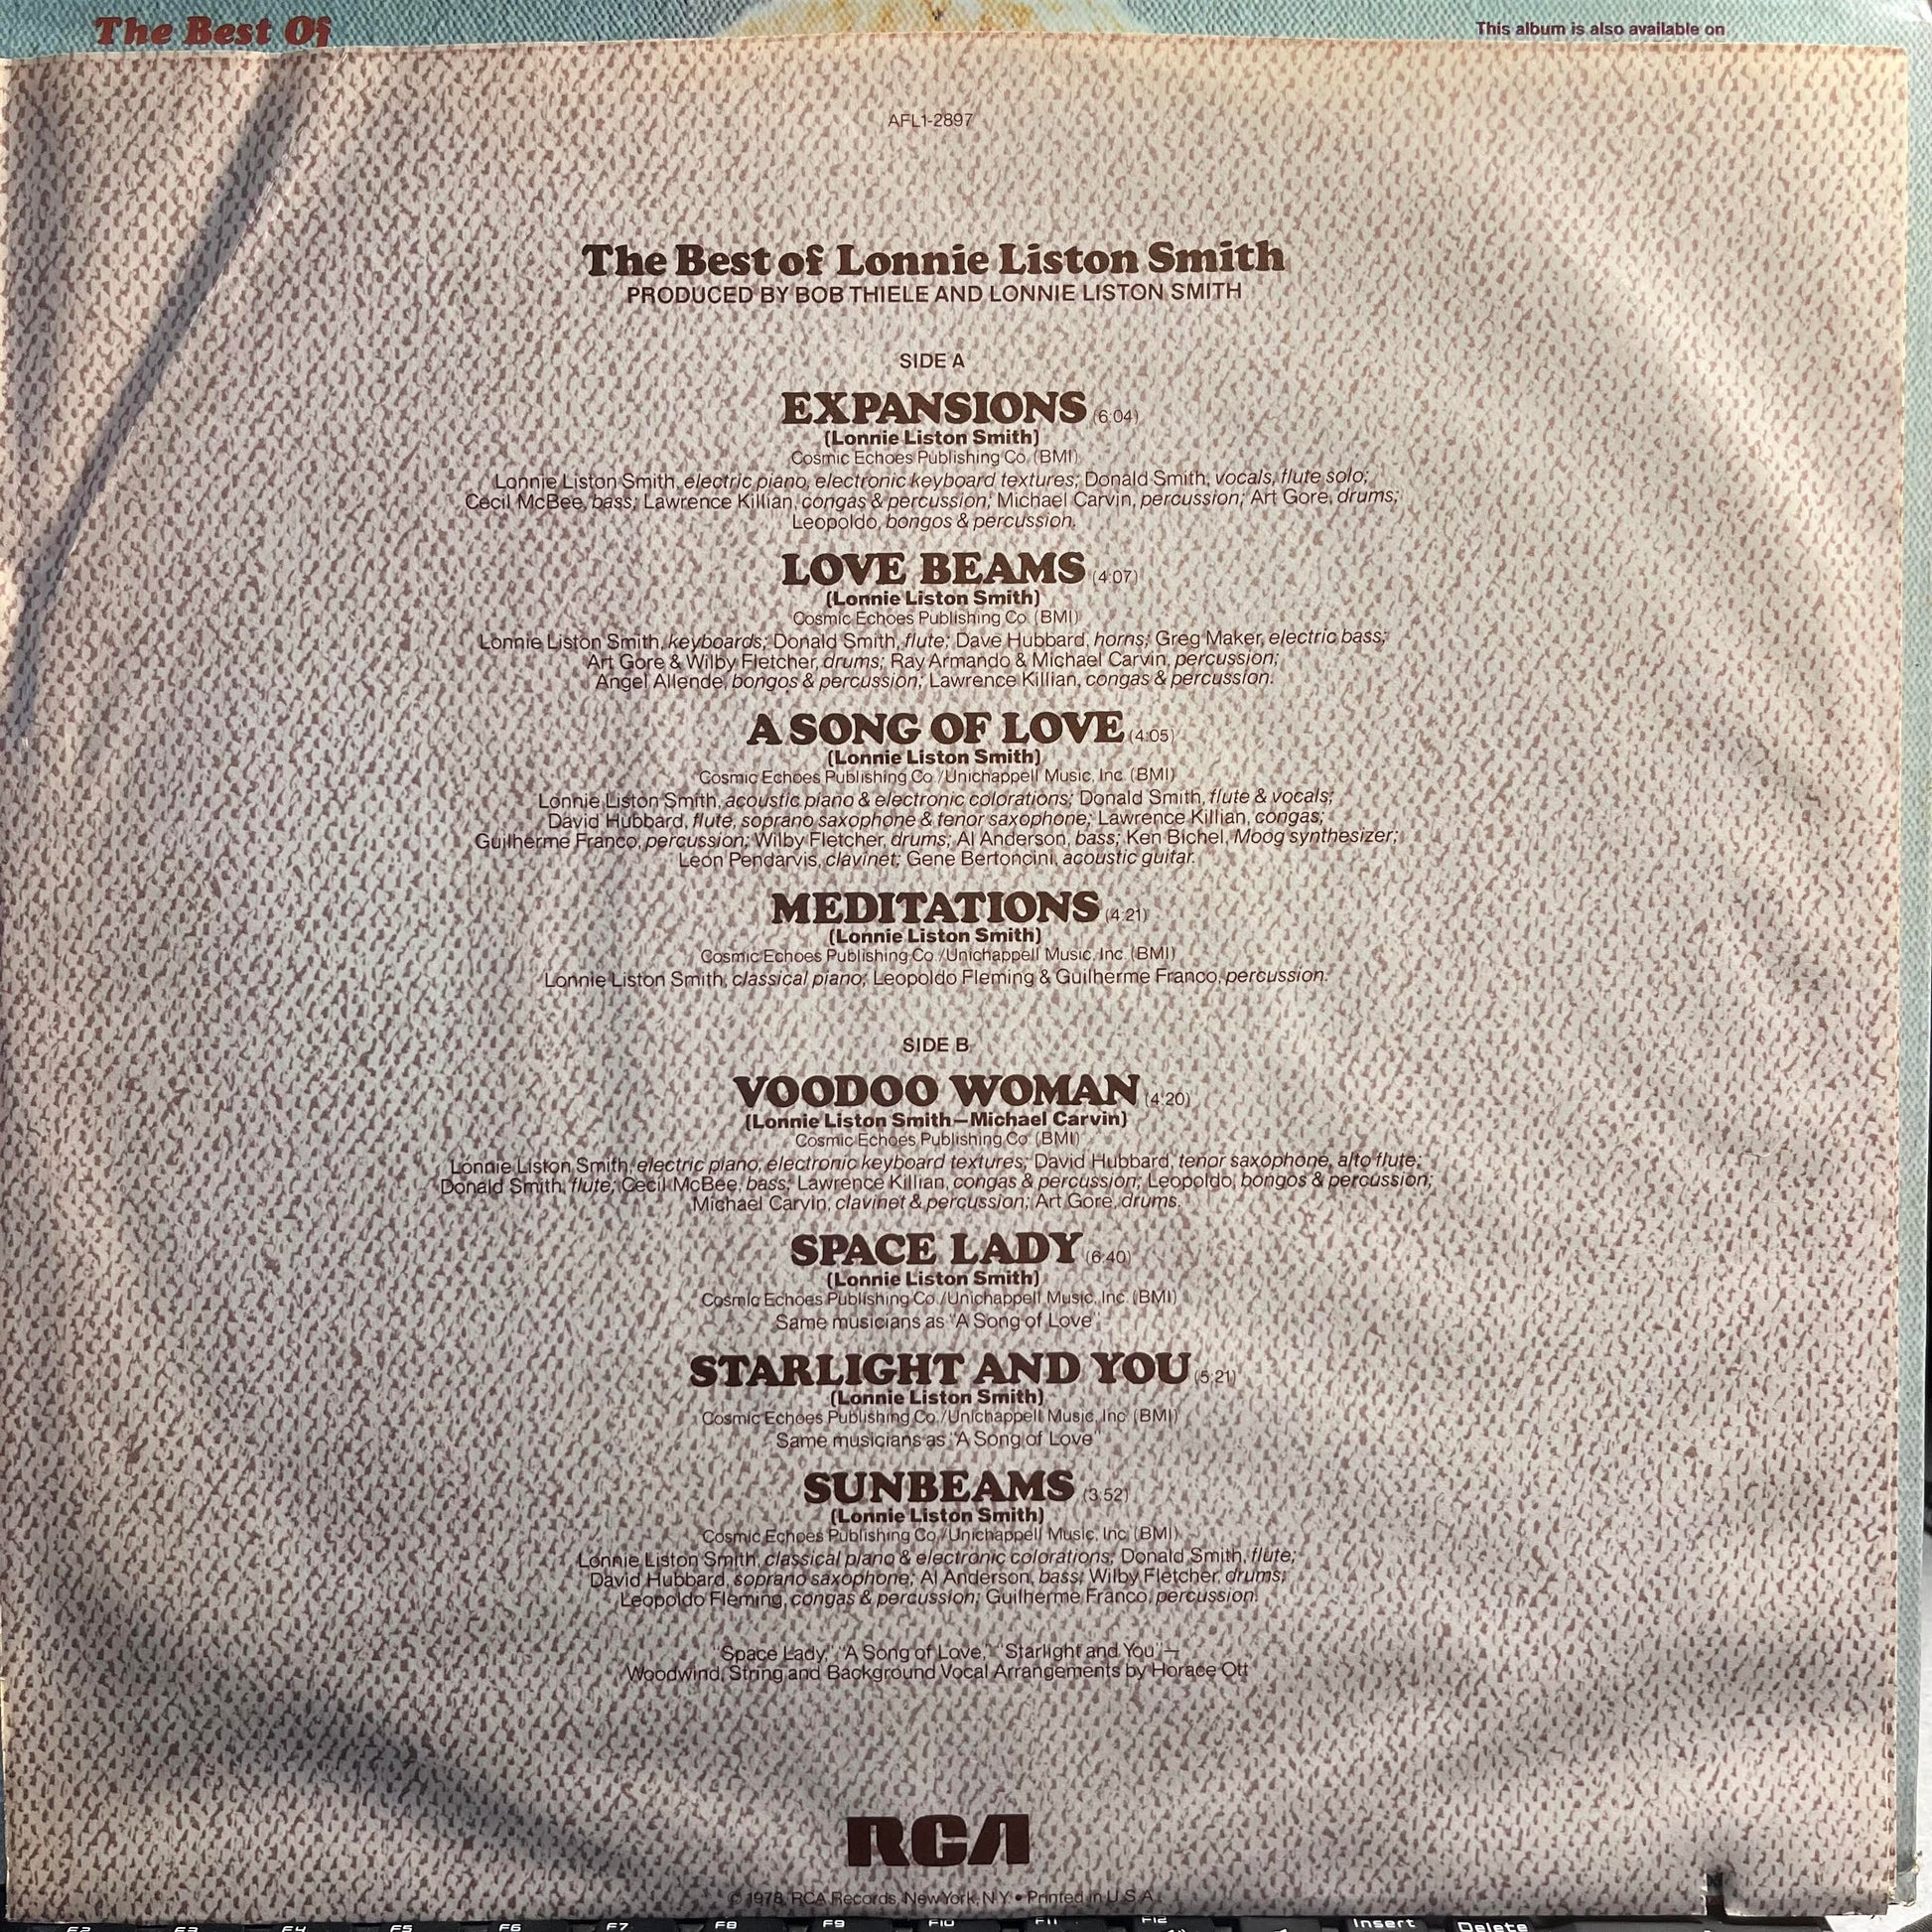 The Best Of
This album is also available on
AFL1-2897
The Best of Lonnie Liston Smith
PRODUCED BY BOB THIELE AND LONNIE LISTON SMITH
SIDE A
EXPANSIONS (6:04)
(Lonnie Liston Smith)
Cosmic Echoes Publishing Co. (BMI)
Lonnie Liston Smith, electric piano, electronic keyboard textures; Donald Smith, vocals, flute solo;
Cecil McBee, bass; Lawrence Killian, congas & percussion; Michael Carvin, percussion; Art Gore, drums;
Leopoldo, bongos & percussion.
LOVE BEAMS (4:07)
(Lonnie Liston Smith)
Cosmic Echoes Publishing Co. (BMI)
Lonnie Liston Smith, keyboards; Donald Smith, flute; Dave Hubbard, horns; Greg Maker, electric bass;
Art Gore & Wilby Fletcher, drums; Ray Armando & Michael Carvin, percussion;
Angel Allende, bongos & percussion; Lawrence Killian, congas & percussion.
A SONG OF LOVE (4:05)
(Lonnie Liston Smith)
Cosmic Echoes Publishing Co./Unichappell Music, Inc. (BMI)
Lonnie Liston Smith, acoustic piano & electronic colorations; Donald Smith, flute & vocals;
David Hubbard, flute, soprano saxophone & tenor saxophone; Lawrence Killian, congas;
Guilherme Franco, percussion; Wilby Fletcher, drums; Al Anderson, bass; Ken Bichel, Moog synthesizer;
Leon Pendarvis, clavinet; Gene Bertoncini, acoustic guitar.
MEDITATIONS (4:21)
(Lonnie Liston Smith)
Cosmic Echoes Publishing Co./Unichappell Music, Inc. (BMI)
Lonnie Liston Smith, classical piano; Leopoldo Fleming & Guilherme Franco, percussion.
SIDE B
VOODOO WOMAN (4:20)
(Lonnie Liston Smith—Michael Carvin)
Cosmic Echoes Publishing Co. (BMI)
Lonnie Liston Smith, electric piano, electronic keyboard textures; David Hubbard, tenor saxophone, alto flute;
Donald Smith, flute; Cecil McBee, bass; Lawrence Killian, congas & percussion; Leopoldo, bongos & percussion;
Michael Carvin, clavinet & percussion; Art Gore, drums.
SPACE LADY (6:40)
(Lonnie Liston Smith)
Cosmic Echoes Publishing Co./Unichappell Music, Inc. (BMI)
Same musicians as "A Song of Love"
STARLIGHT AND YOU (5:21)
(Lonnie Liston Smith)
Cosmic Echoes Publishing Co./Unichappell Music, Inc. (BMI)
Same musicians as "A Song of Love"
SUNBEAMS (3:52)
(Lonnie Liston Smith)
Cosmic Echoes Publishing Co./Unichappell Music, Inc. (BMI)
Lonnie Liston Smith, classical piano & electronic colorations; Donald Smith, flute;
David Hubbard, soprano saxophone; Al Anderson, bass; Wilby Fletcher, drums;
Leopoldo Fleming, congas & percussion; Guilherme Franco, percussion.
"Space Lady," "A Song of Love," "Starlight and You"—
Woodwind, String and Background Vocal Arrangements by Horace Ott
RCA
© 1978, RCA Records, New York, N.Y. • Printed in U.S.A.
F2 F3 F4 F5 F6 F7 F8 F9 F10 F11 F12 Insert Delete